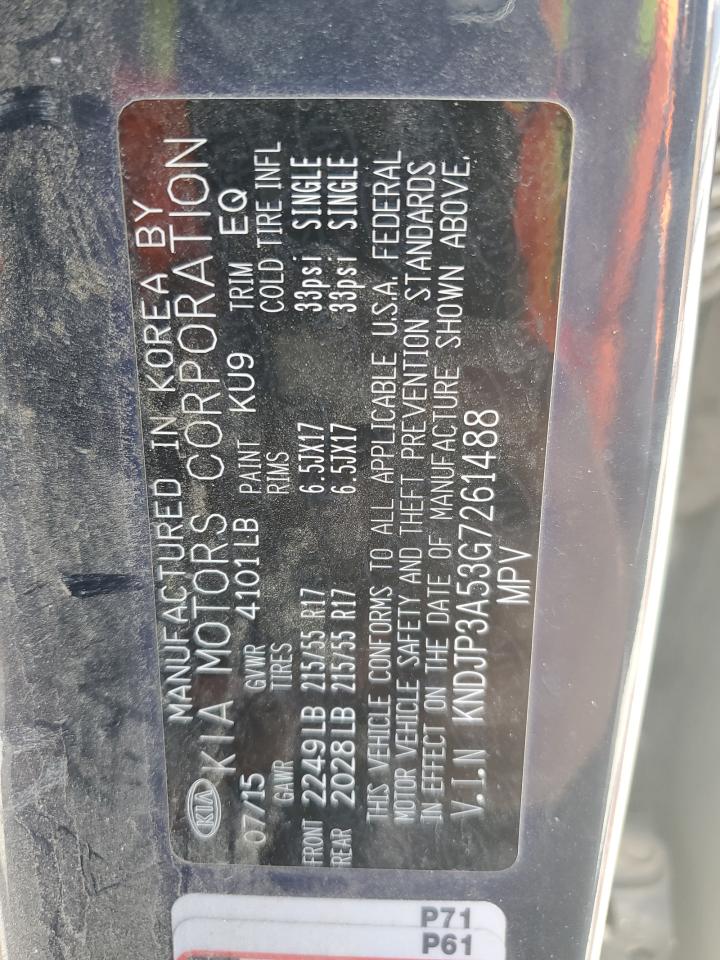 KIA
MANUFACTURED IN KOREA BY
KIA MOTORS CORPORATION
07/15 GVWR 4101LB PAINT KU9 TRIM EQ
GAWR TIRES RIMS COLD TIRE INFL
FRONT 2249LB 215/55 R17 6.5JX17 33psi SINGLE
REAR 2028LB 215/55 R17 6.5JX17 33psi SINGLE
THIS VEHICLE CONFORMS TO ALL APPLICABLE U.S.A. FEDERAL
MOTOR VEHICLE SAFETY AND THEFT PREVENTION STANDARDS
IN EFFECT ON THE DATE OF MANUFACTURE SHOWN ABOVE.
V.I.N KNDJP3A53G7261488
MPV
P71
P61